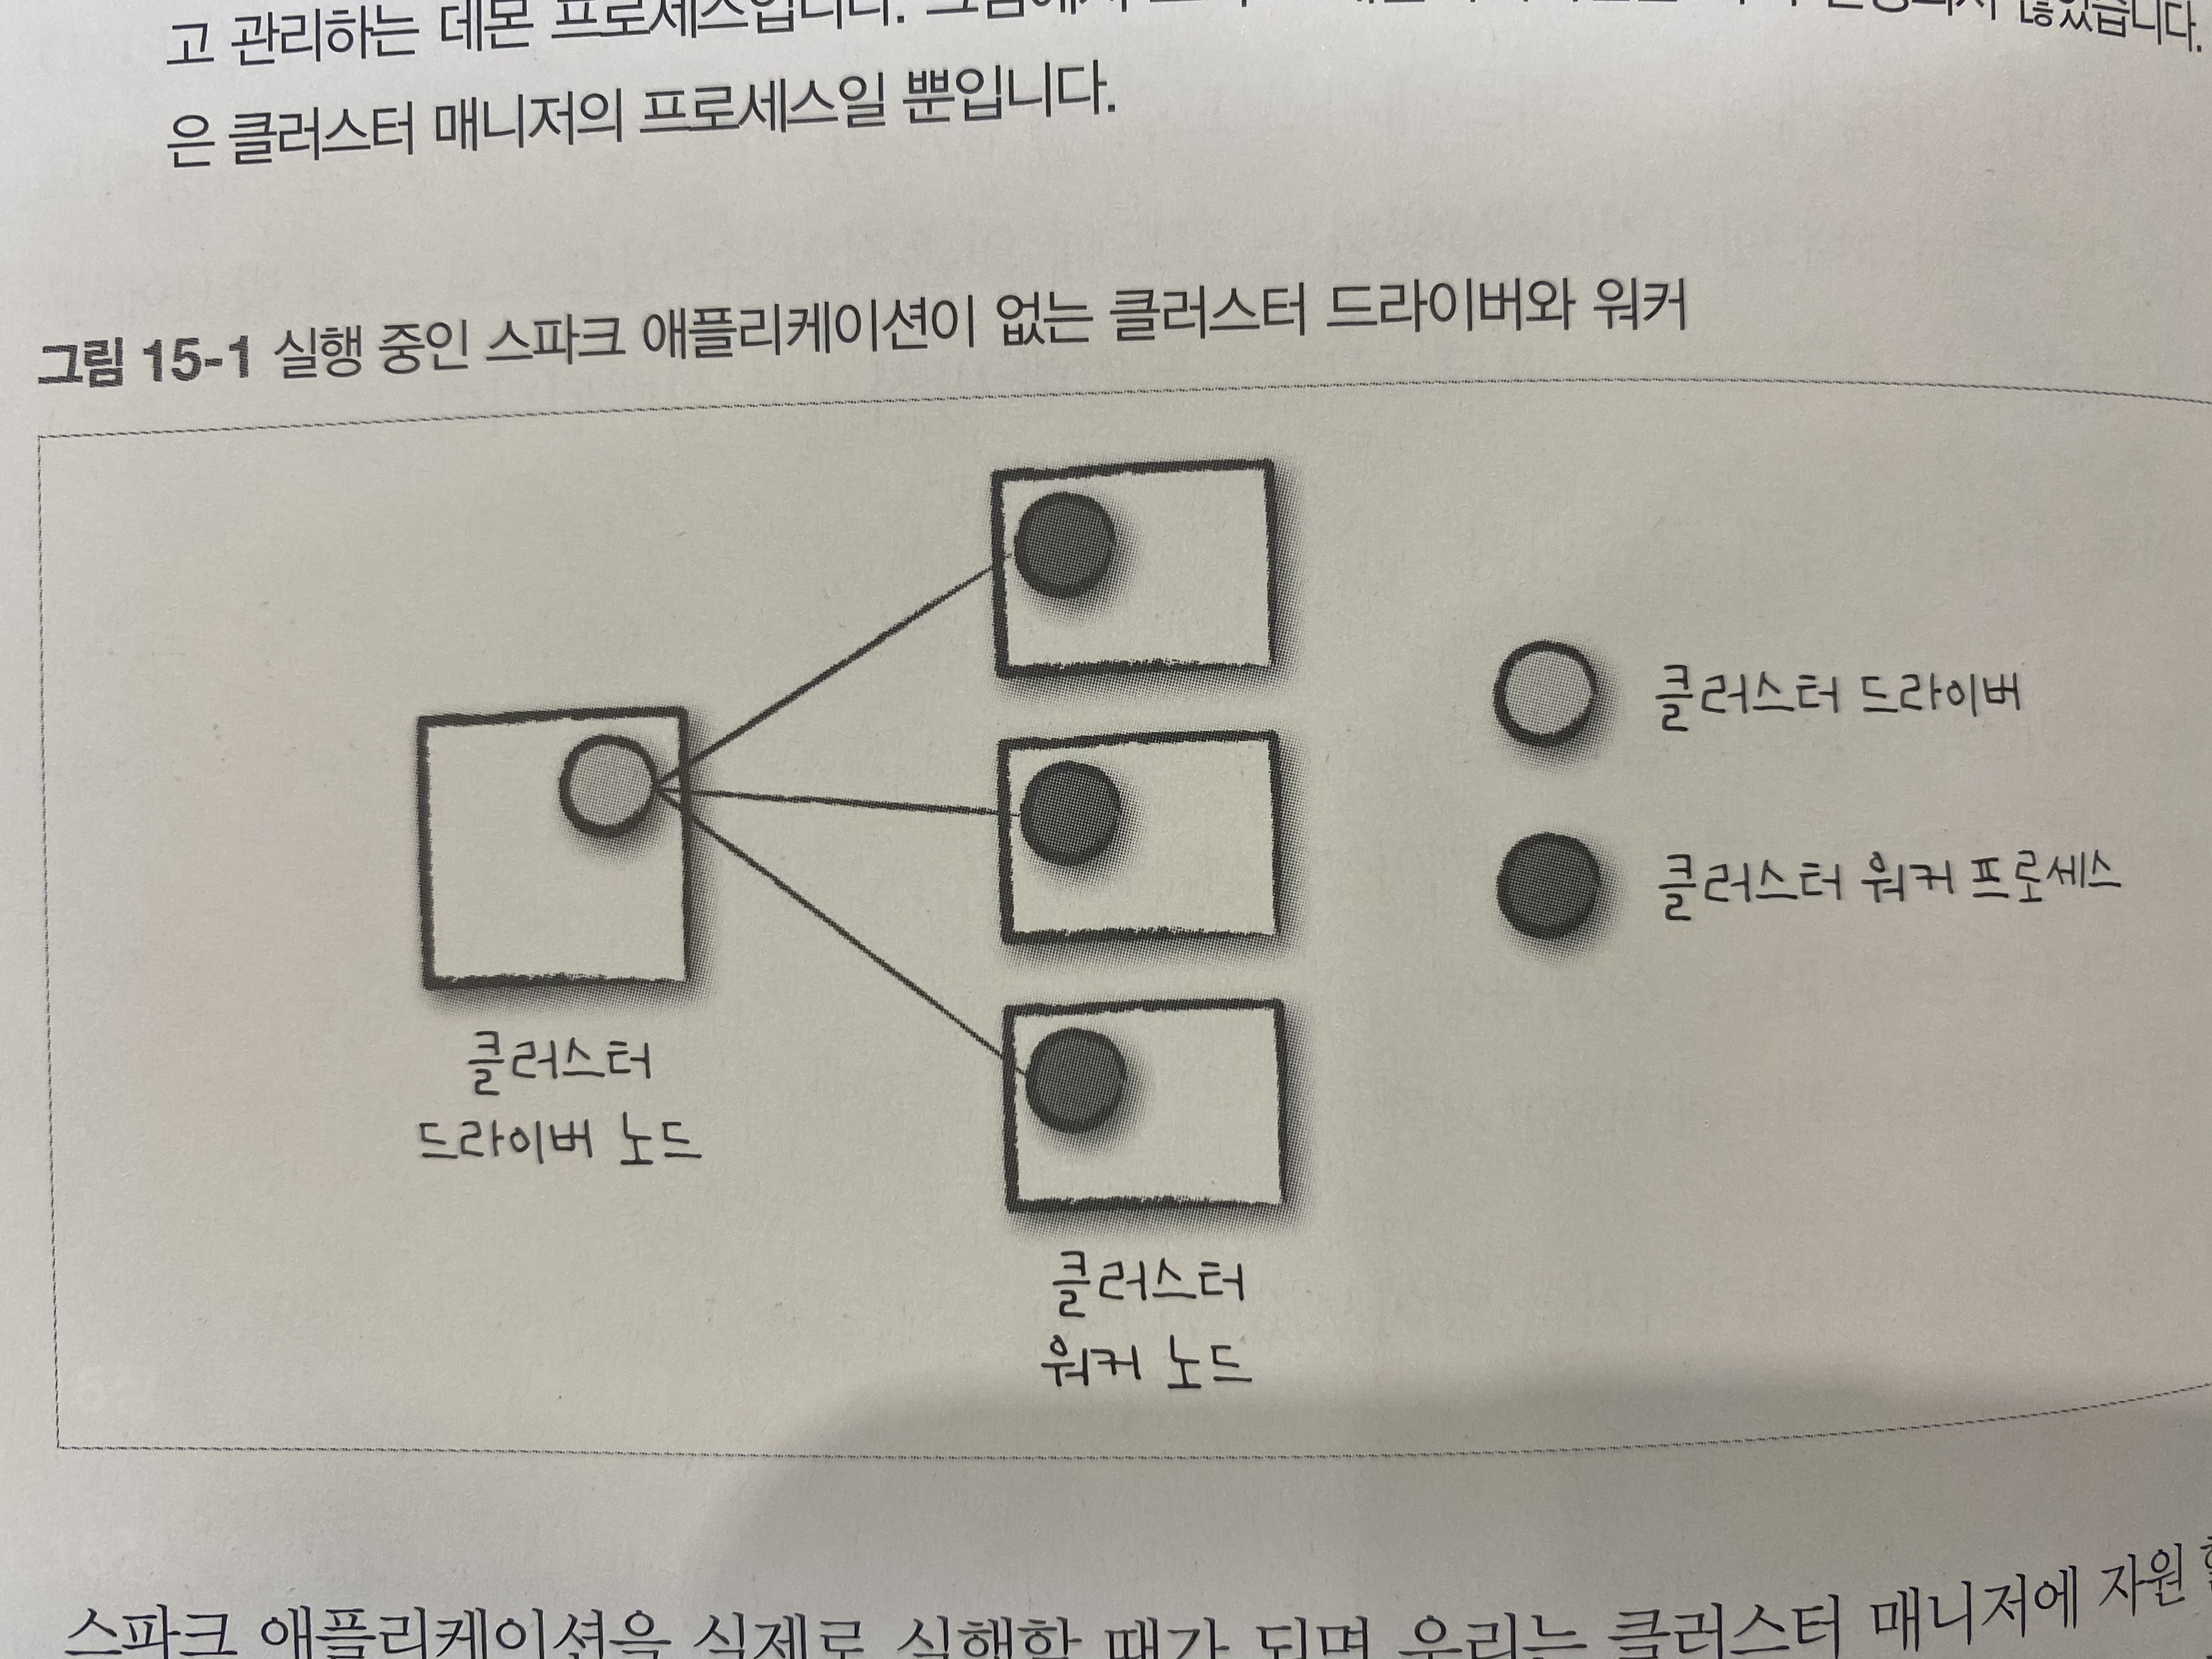 고 관리하는 데몬 프로세스입니다. 그림에서 않았습니다.
은 클러스터 매니저의 프로세스일 뿐입니다.
그림 15-1 실행 중인 스파크 애플리케이션이 없는 클러스터 드라이버와 워커
클러스터 드라이버
클러스터 워커 프로세스
클러스터
드라이버 노드
클러스터
워커 노드
스파크 애플리케이션을 실제로 실행할 때가 되면 우리는 클러스터 매니저에 자원